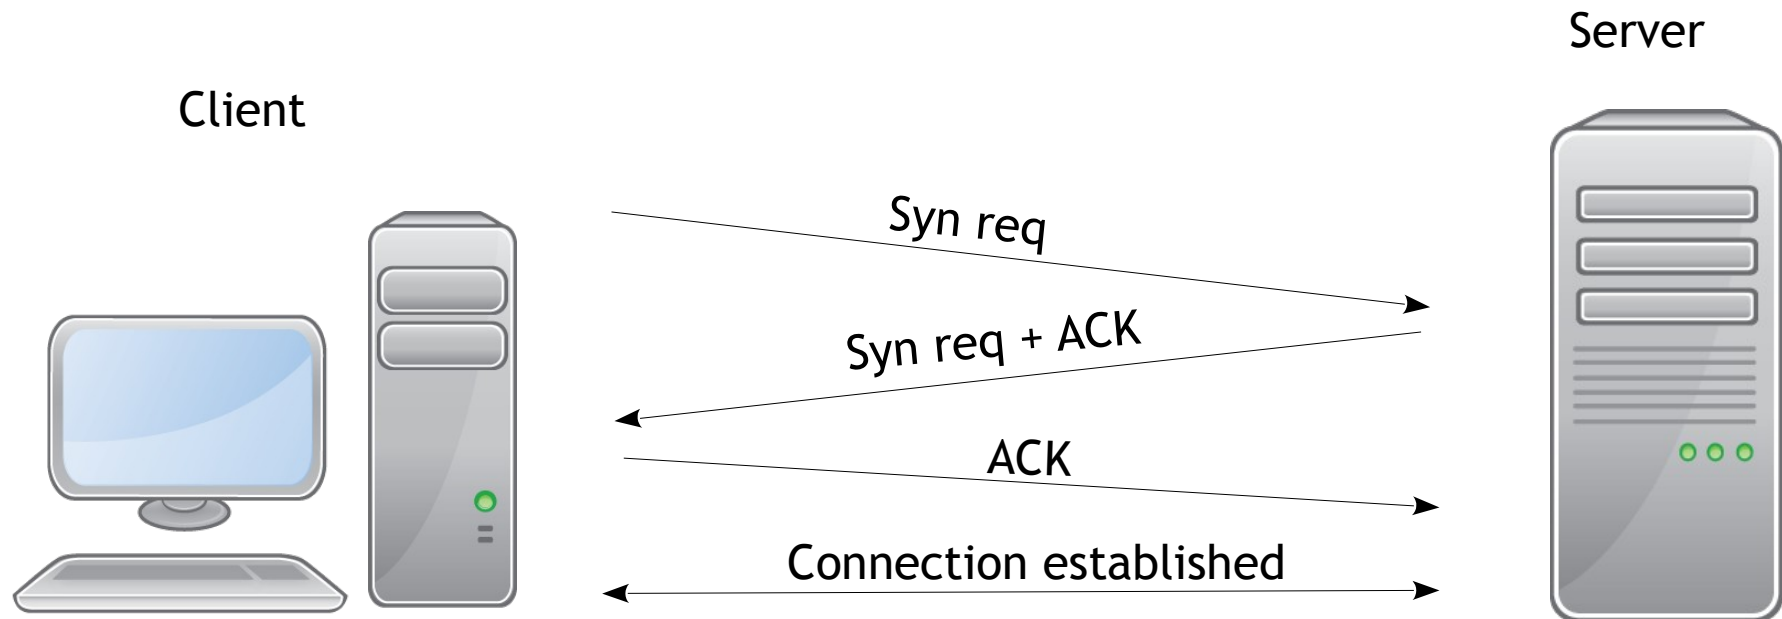 Server
Client
Syn req
Syn req + ACK
ACK
Connection established